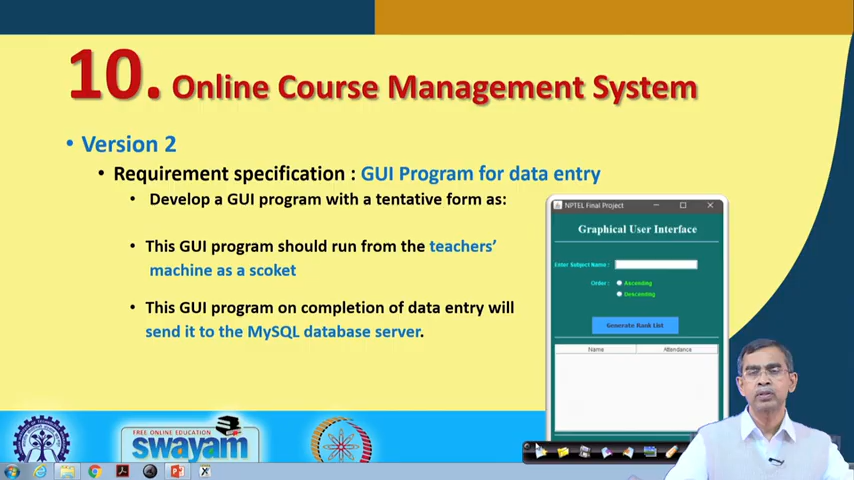 10. Online Course Management System
• Version 2
• Requirement specification : GUI Program for data entry
• Develop a GUI program with a tentative form as:
• This GUI program should run from the teachers'
machine as a scoket
• This GUI program on completion of data entry will
send it to the MySQL database server.
NPTEL Final Project
Graphical User Interface
Enter Subject Name :
Order : Ascending
Descending
Generate Rank List
Name Attendance
FREE ONLINE EDUCATION
swayam